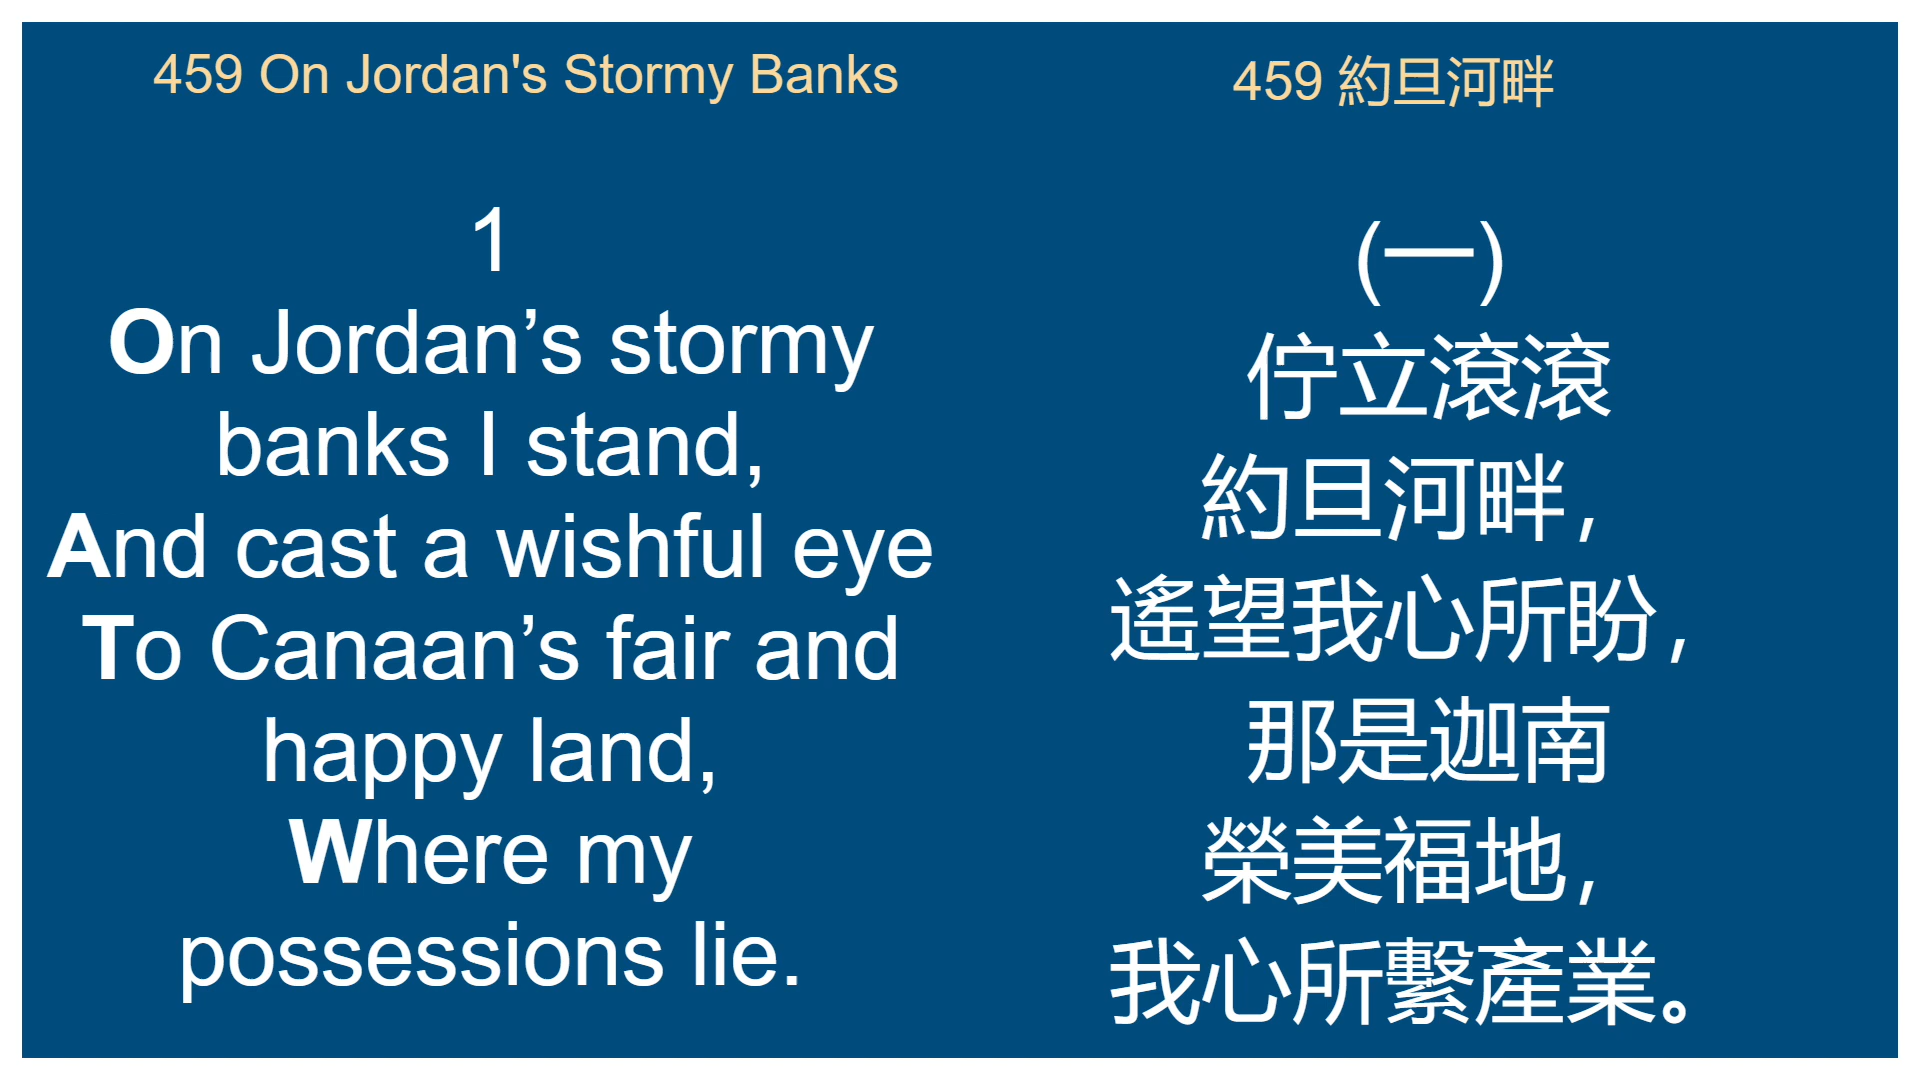 459 On Jordan's Stormy Banks
1
On Jordan’s stormy
banks I stand,
And cast a wishful eye
To Canaan’s fair and
happy land,
Where my
possessions lie.
459 約旦河畔
(一)
佇立滾滾
約旦河畔，
遙望我心所盼，
那是迦南
榮美福地，
我心所繫產業。